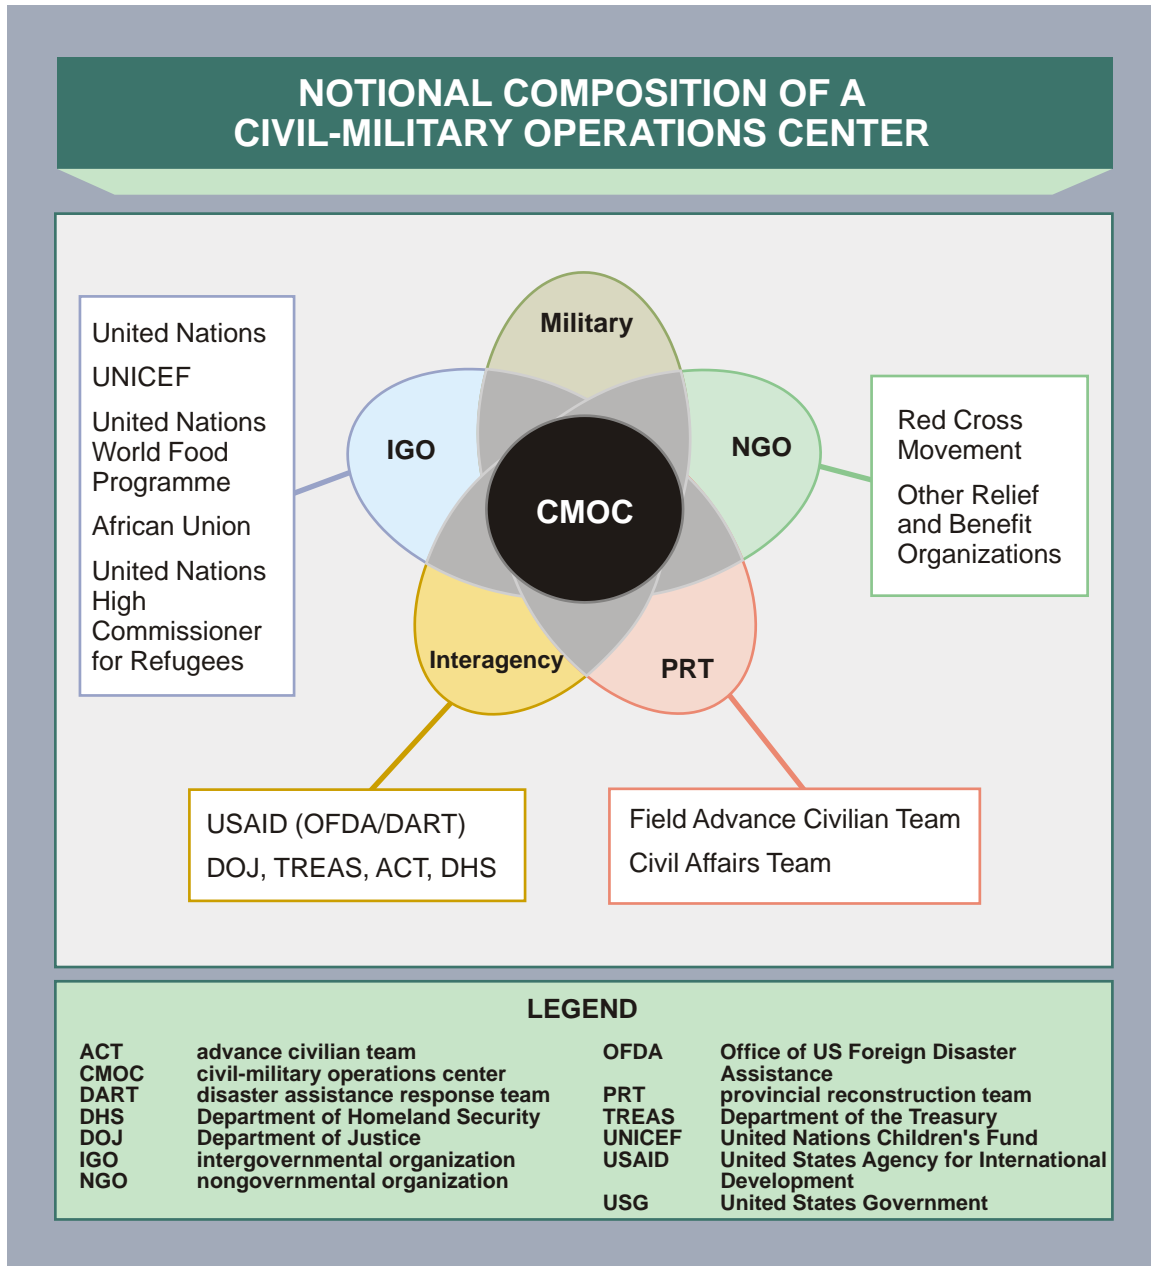 NOTIONAL COMPOSITION OF A
CIVIL-MILITARY OPERATIONS CENTER
United Nations
UNICEF
United Nations
World Food
Programme
African Union
United Nations
High
Commissioner
for Refugees
Military
IGO
NGO
CMOC
Interagency
PRT
Red Cross
Movement
Other Relief
and Benefit
Organizations
USAID (OFDA/DART)
DOJ, TREAS, ACT, DHS
Field Advance Civilian Team
Civil Affairs Team
LEGEND
ACT advance civilian team
CMOC civil-military operations center
DART disaster assistance response team
DHS Department of Homeland Security
DOJ Department of Justice
IGO intergovernmental organization
NGO nongovernmental organization
OFDA Office of US Foreign Disaster
Assistance
PRT provincial reconstruction team
TREAS Department of the Treasury
UNICEF United Nations Children's Fund
USAID United States Agency for International
Development
USG United States Government